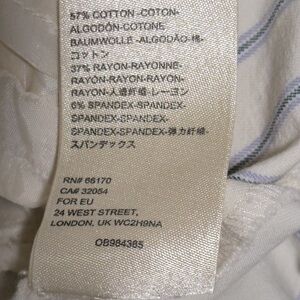 57% COTTON -COTON-
ALGODÓN-COTONE-
BAUMWOLLE -ALGODÃO-棉-
コットン
37% RAYON-RAYONNE-
RAYON-RAYON-RAYON-
RAYON-人造纤维-レーヨン
6% SPANDEX-SPANDEX-
SPANDEX-SPANDEX-
SPANDEX-SPANDEX-弹力纤维-
スパンデックス
RN# 66170
CA# 32054
FOR EU
24 WEST STREET,
LONDON, UK WC2H9NA
OB984365